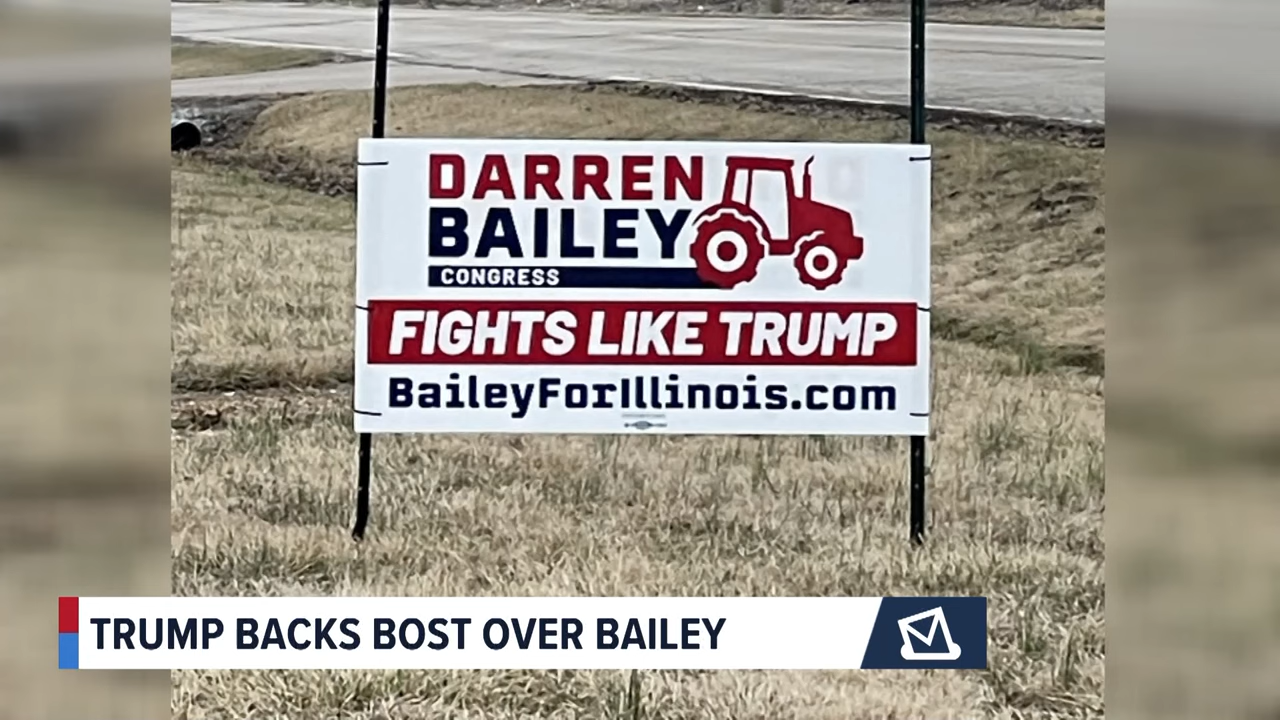 DARREN
BAILEY
CONGRESS
FIGHTS LIKE TRUMP
BaileyForIllinois.com
TRUMP BACKS BOST OVER BAILEY